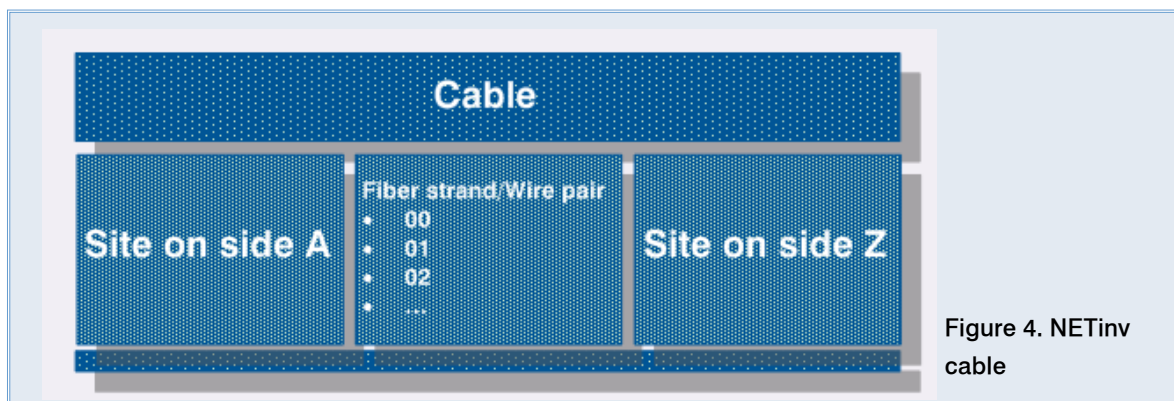 Cable
Site on side A
Fiber strand/Wire pair
• 00
• 01
• 02
• ...
Site on side Z
Figure 4. NETinv
cable